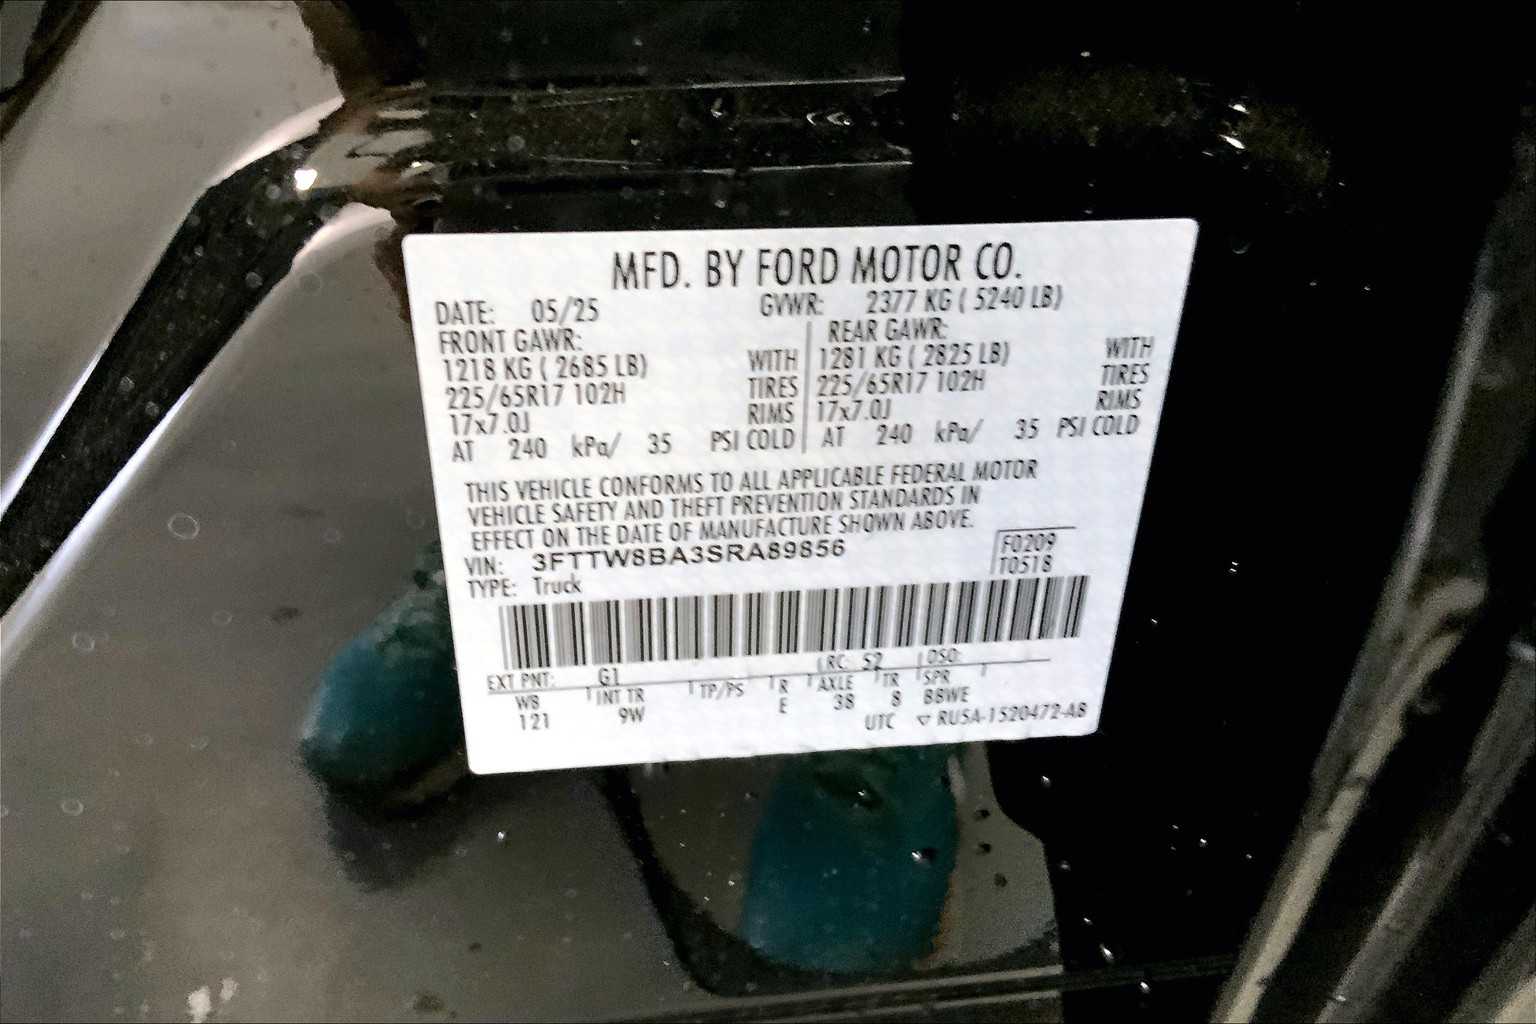 MFD. BY FORD MOTOR CO.
DATE: 05/25 GVWR: 2377 KG ( 5240 LB)
FRONT GAWR: REAR GAWR:
1218 KG ( 2685 LB) WITH 1281 KG ( 2825 LB) WITH
225/65R17 102H TIRES 225/65R17 102H TIRES
17x7.0J RIMS 17x7.0J RIMS
AT 240 kPa/ 35 PSI COLD AT 240 kPa/ 35 PSI COLD
THIS VEHICLE CONFORMS TO ALL APPLICABLE FEDERAL MOTOR
VEHICLE SAFETY AND THEFT PREVENTION STANDARDS IN
EFFECT ON THE DATE OF MANUFACTURE SHOWN ABOVE.
VIN: 3FTTW8BA3SRA89856 F0209
TYPE: Truck T0518
EXT PNT: G1 RC: 52 DSO:
WB INT TR TP/PS R AXLE TR SPR
121 9W E 38 8 BBWE
UTC ▽ RU5A-1520472-AB